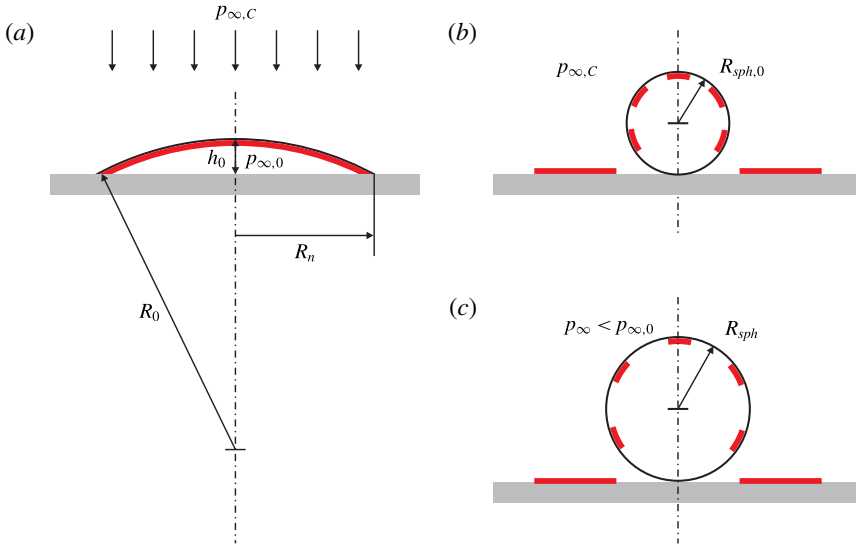 (a)
p∞,C
h0 p∞,0
Rn
R0
(b)
p∞,C
Rsph,0
(c)
p∞ < p∞,0
Rsph